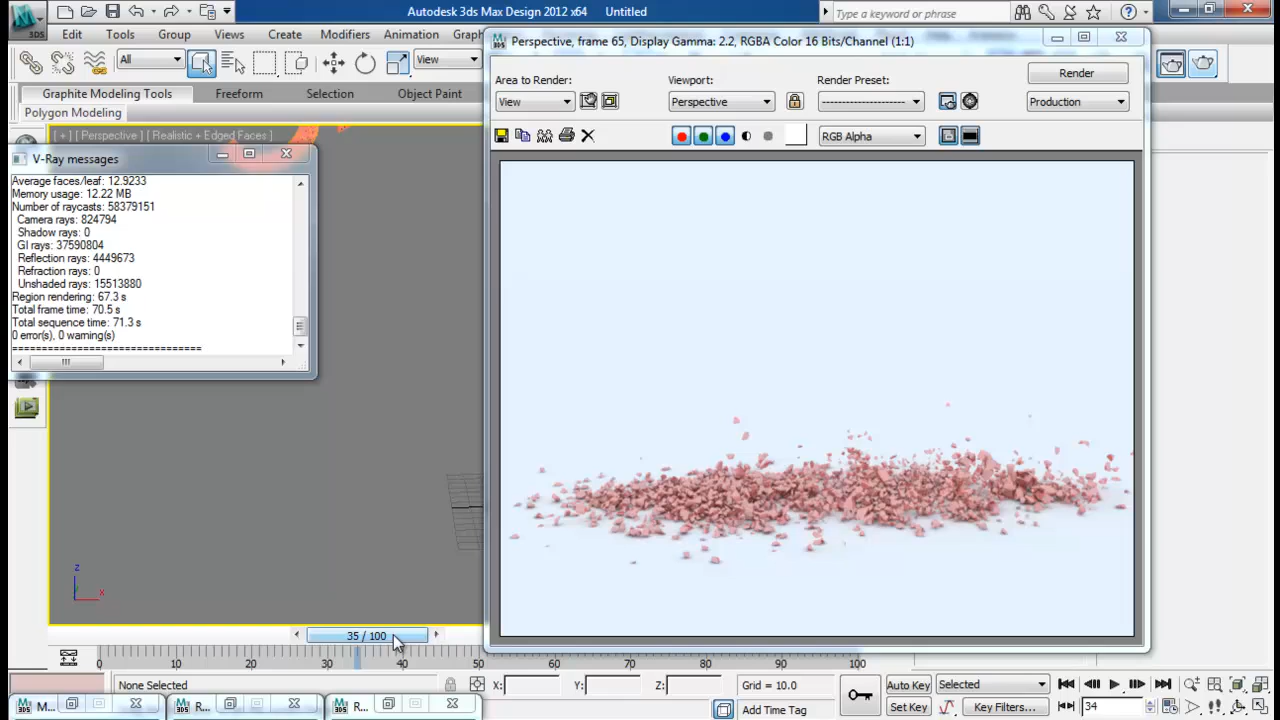 Autodesk 3ds Max Design 2012 x64 Untitled
Type a keyword or phrase
3DS
Edit Tools Group Views Create Modifiers Animation Grap
All
View
Graphite Modeling Tools Freeform Selection Object Paint
Polygon Modeling
[ + ] [ Perspective ] [ Realistic + Edged Faces ]
V-Ray messages
Average faces/leaf: 12.9233
Memory usage: 12.22 MB
Number of raycasts: 58379151
Camera rays: 824794
Shadow rays: 0
GI rays: 37590804
Reflection rays: 4449673
Refraction rays: 0
Unshaded rays: 15513880
Region rendering: 67.3 s
Total frame time: 70.5 s
Total sequence time: 71.3 s
0 error(s), 0 warning(s)
===============================
Perspective, frame 65, Display Gamma: 2.2, RGBA Color 16 Bits/Channel (1:1)
Area to Render: Viewport: Render Preset: Render
View Perspective -------------------- Production
RGB Alpha
z
x
35 / 100
0 10 20 30 40 50 60 70 80 90 100
None Selected X: Y: Z: Grid = 10.0 Auto Key Selected
M... R... R... Add Time Tag Set Key Key Filters... 34